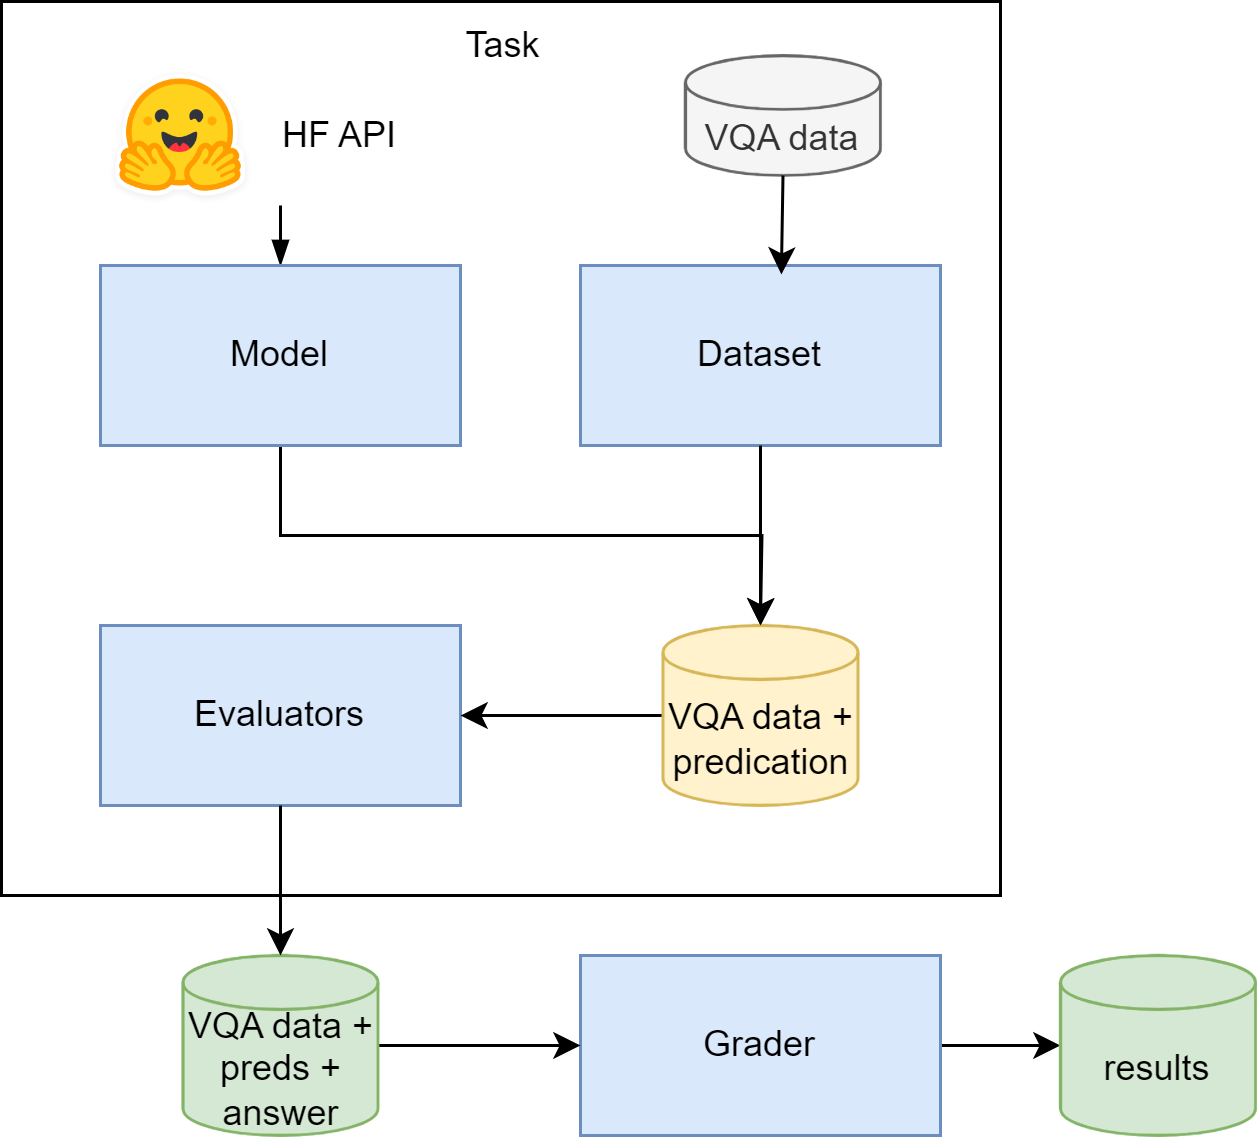 Task
HF API
VQA data
Model
Dataset
Evaluators
VQA data +
predication
VQA data +
preds +
answer
Grader
results